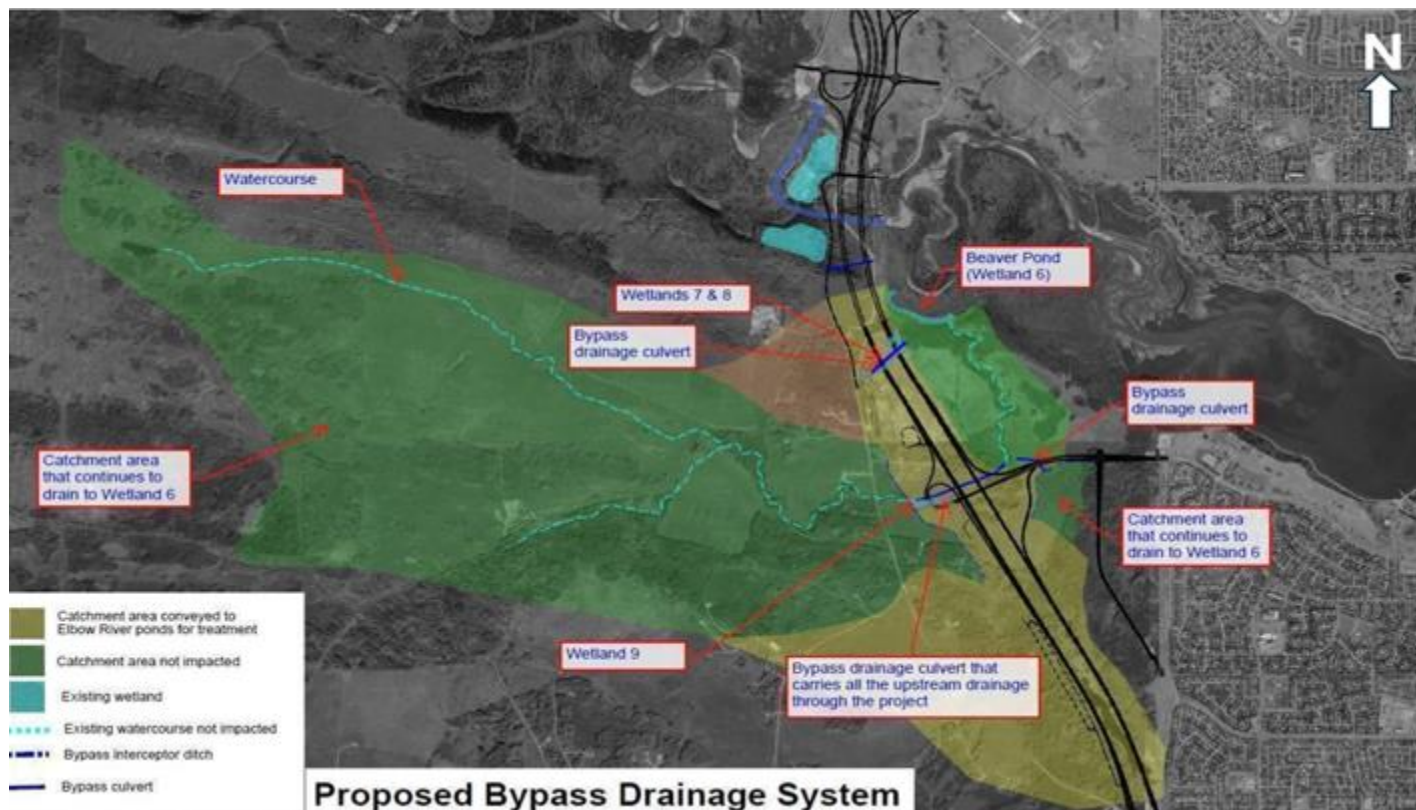 N
Watercourse
Beaver Pond
(Wetland 6)
Wetlands 7 & 8
Bypass
drainage culvert
Bypass
drainage culvert
Catchment area
that continues to
drain to Wetland 6
Catchment area
that continues to
drain to Wetland 6
Wetland 9
Bypass drainage culvert that
carries all the upstream drainage
through the project
Catchment area conveyed to
Elbow River ponds for treatment
Catchment area not impacted
Existing wetland
Existing watercourse not impacted
Bypass Interceptor ditch
Bypass culvert
Proposed Bypass Drainage System